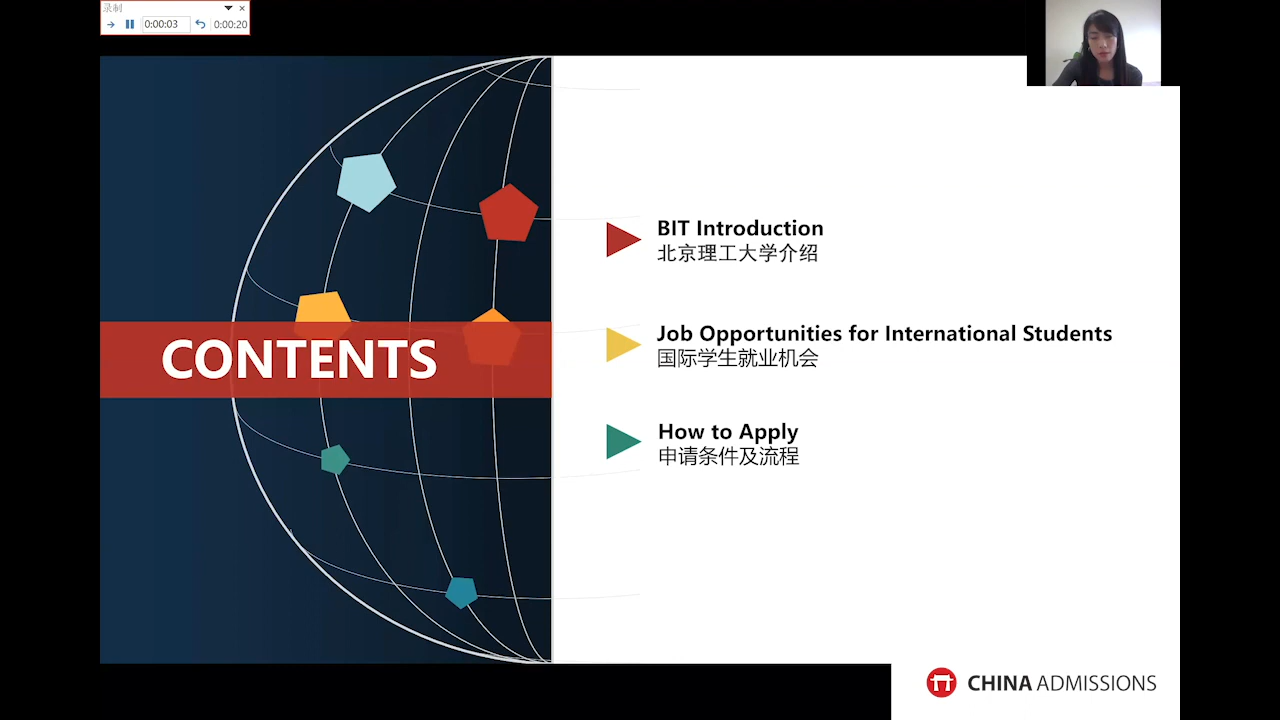 录制
0:00:03
0:00:20
CONTENTS
BIT Introduction
北京理工大学介绍
Job Opportunities for International Students
国际学生就业机会
How to Apply
申请条件及流程
CHINA ADMISSIONS